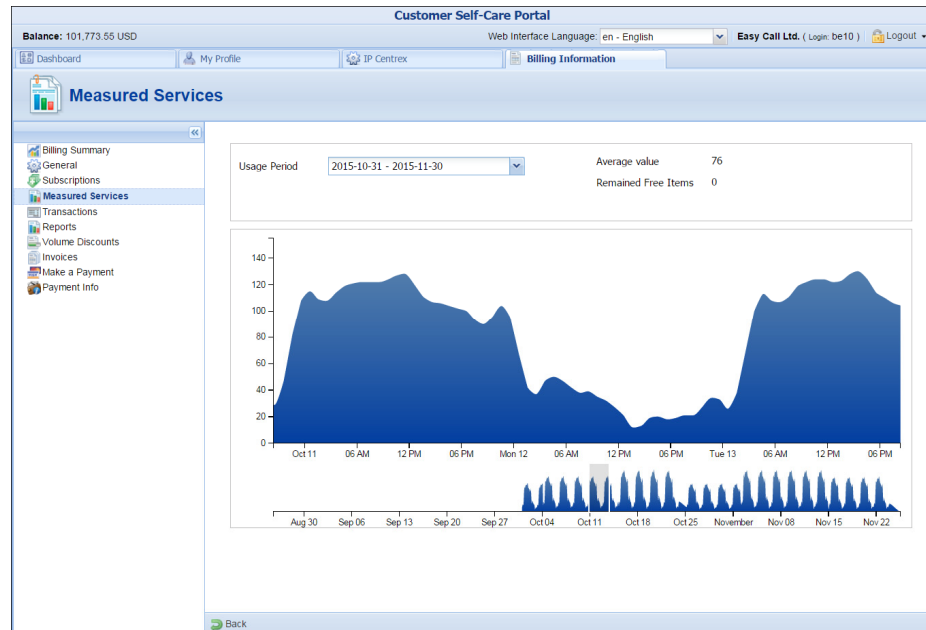 Customer Self-Care Portal
Balance: 101,773.55 USD
Web Interface Language: en - English
Easy Call Ltd. ( Login: be10 )
Logout
Dashboard
My Profile
IP Centrex
Billing Information
Measured Services
Billing Summary
General
Subscriptions
Measured Services
Transactions
Reports
Volume Discounts
Invoices
Make a Payment
Payment Info
Usage Period 2015-10-31 - 2015-11-30
Average value 76
Remained Free Items 0
140
120
100
80
60
40
20
0
Oct 11 06 AM 12 PM 06 PM Mon 12 06 AM 12 PM 06 PM Tue 13 06 AM 12 PM 06 PM
Aug 30 Sep 06 Sep 13 Sep 20 Sep 27 Oct 04 Oct 11 Oct 18 Oct 25 November Nov 08 Nov 15 Nov 22
Back